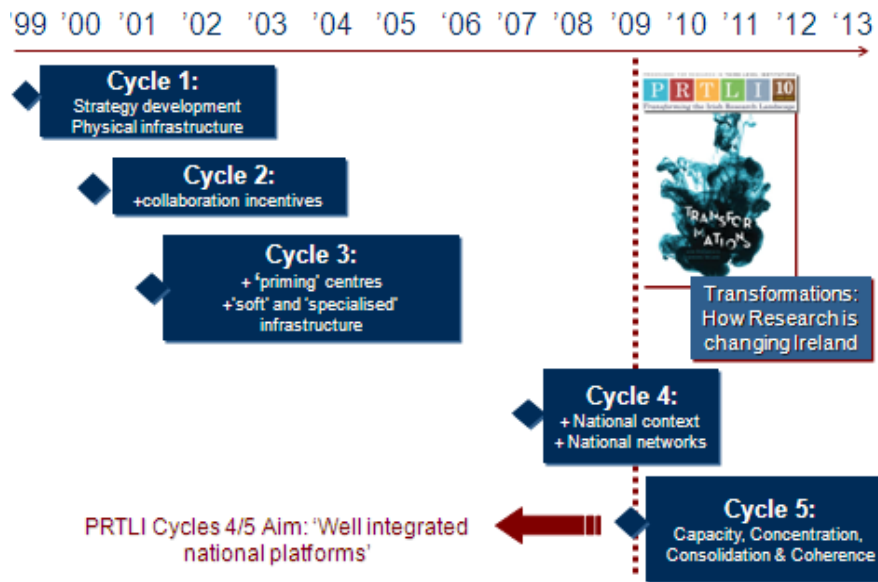 '99 '00 '01 '02 '03 '04 '05 '06 '07 '08 '09 '10 '11 '12 '13
Cycle 1:
Strategy development
Physical infrastructure
PRTLI 10
Transforming the Irish Research Landscape
Cycle 2:
+collaboration incentives
TRANSFOR
MATIONS
Cycle 3:
+ 'priming' centres
+'soft' and 'specialised'
infrastructure
Transformations:
How Research is
changing Ireland
Cycle 4:
+ National context
+ National networks
PRTLI Cycles 4/5 Aim: 'Well integrated
national platforms'
Cycle 5:
Capacity, Concentration,
Consolidation & Coherence